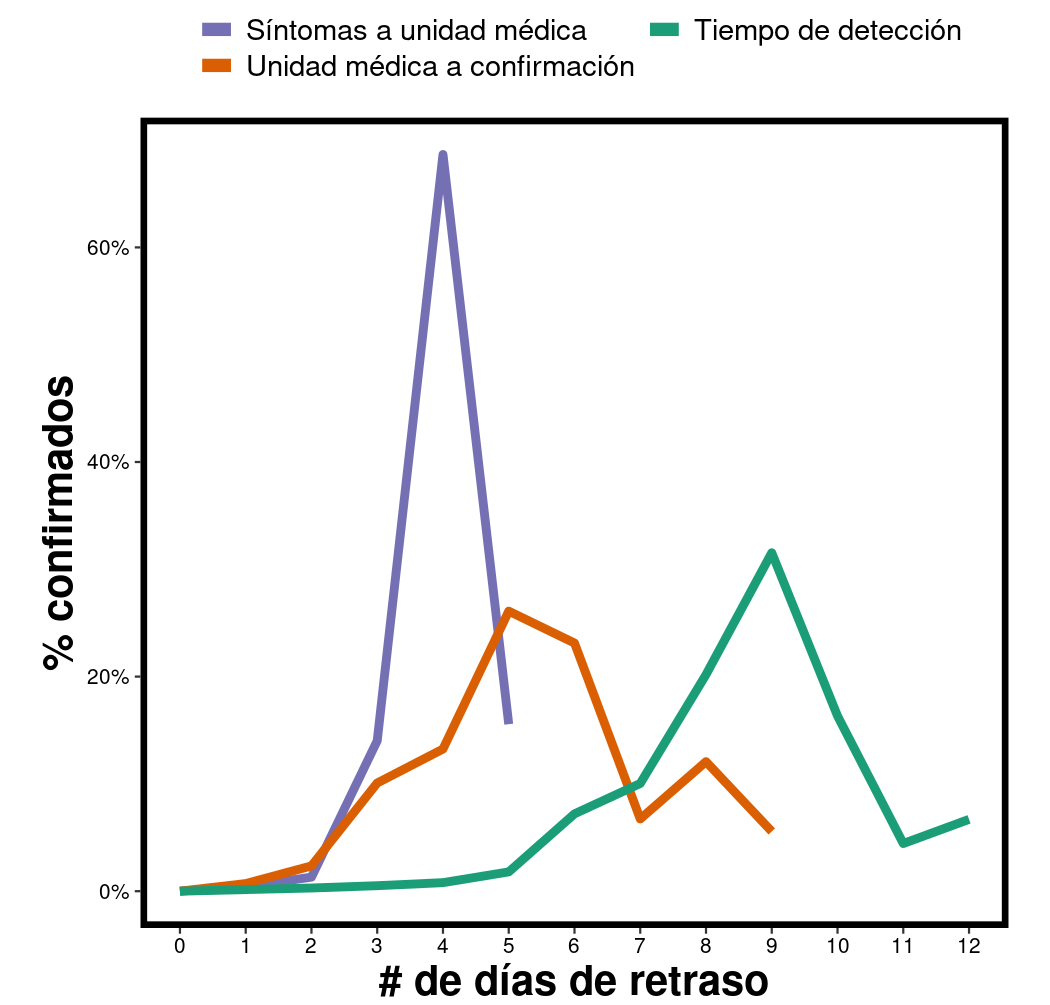 Síntomas a unidad médica
Tiempo de detección
Unidad médica a confirmación
% confirmados
60%
40%
20%
0%
0 1 2 3 4 5 6 7 8 9 10 11 12
# de días de retraso